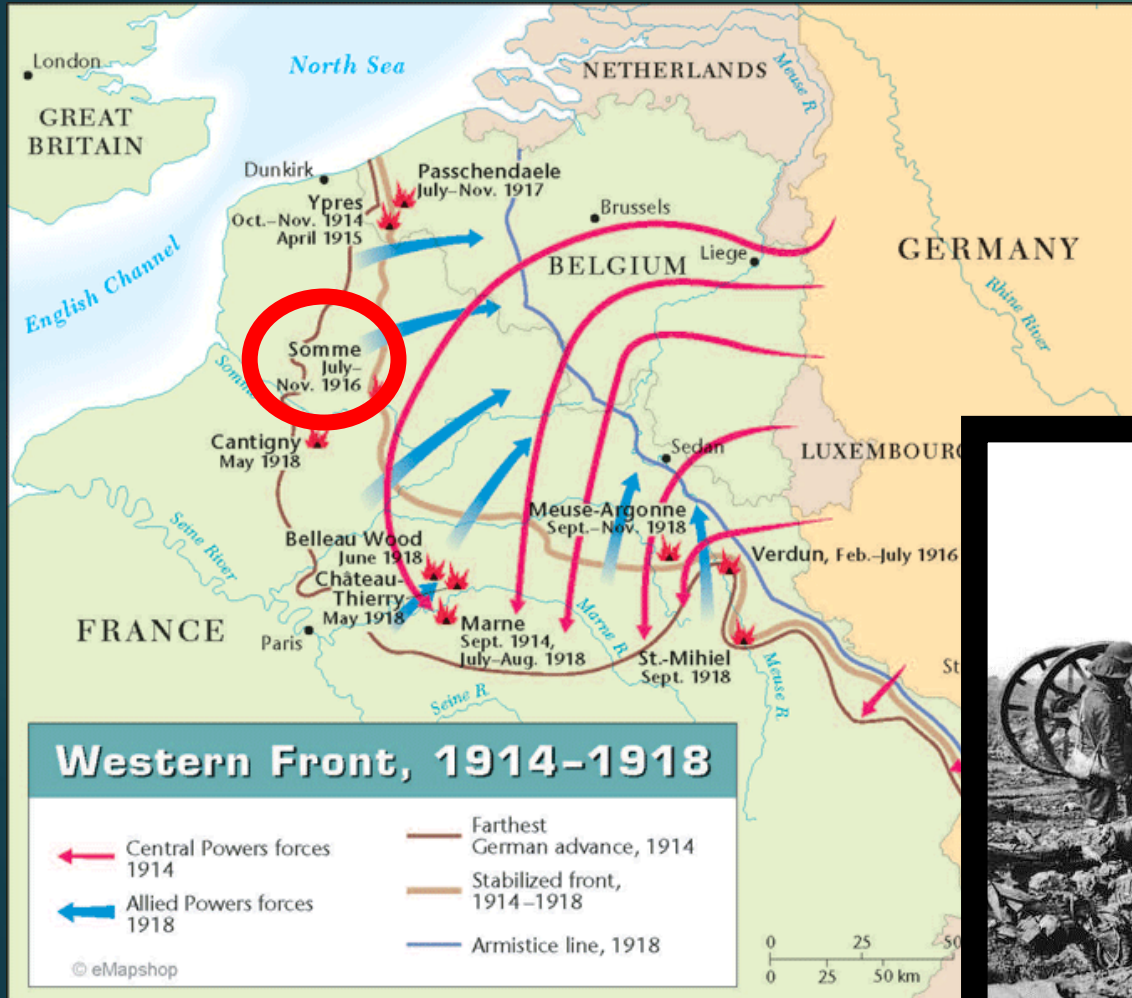 London
North Sea
NETHERLANDS
Meuse R.
GREAT
BRITAIN
Dunkirk
Passchendaele
July–Nov. 1917
Ypres
Oct.–Nov. 1914
April 1915
Brussels
English Channel
BELGIUM
Liege
GERMANY
Rhine River
Somme
July–
Nov. 1916
Cantigny
May 1918
Sedan
Seine River
Meuse-Argonne
Sept.–Nov. 1918
Belleau Wood
June 1918
Verdun, Feb.–July 1916
Château-
Thierry
May 1918
FRANCE
Paris
Marne
Sept. 1914,
July–Aug. 1918
Marne R.
St.-Mihiel
Sept. 1918
Meuse R.
Seine R.
Western Front, 1914–1918
Central Powers forces
1914
Allied Powers forces
1918
Farthest
German advance, 1914
Stabilized front,
1914–1918
Armistice line, 1918
© eMapshop
0 25 50
0 25 50 km